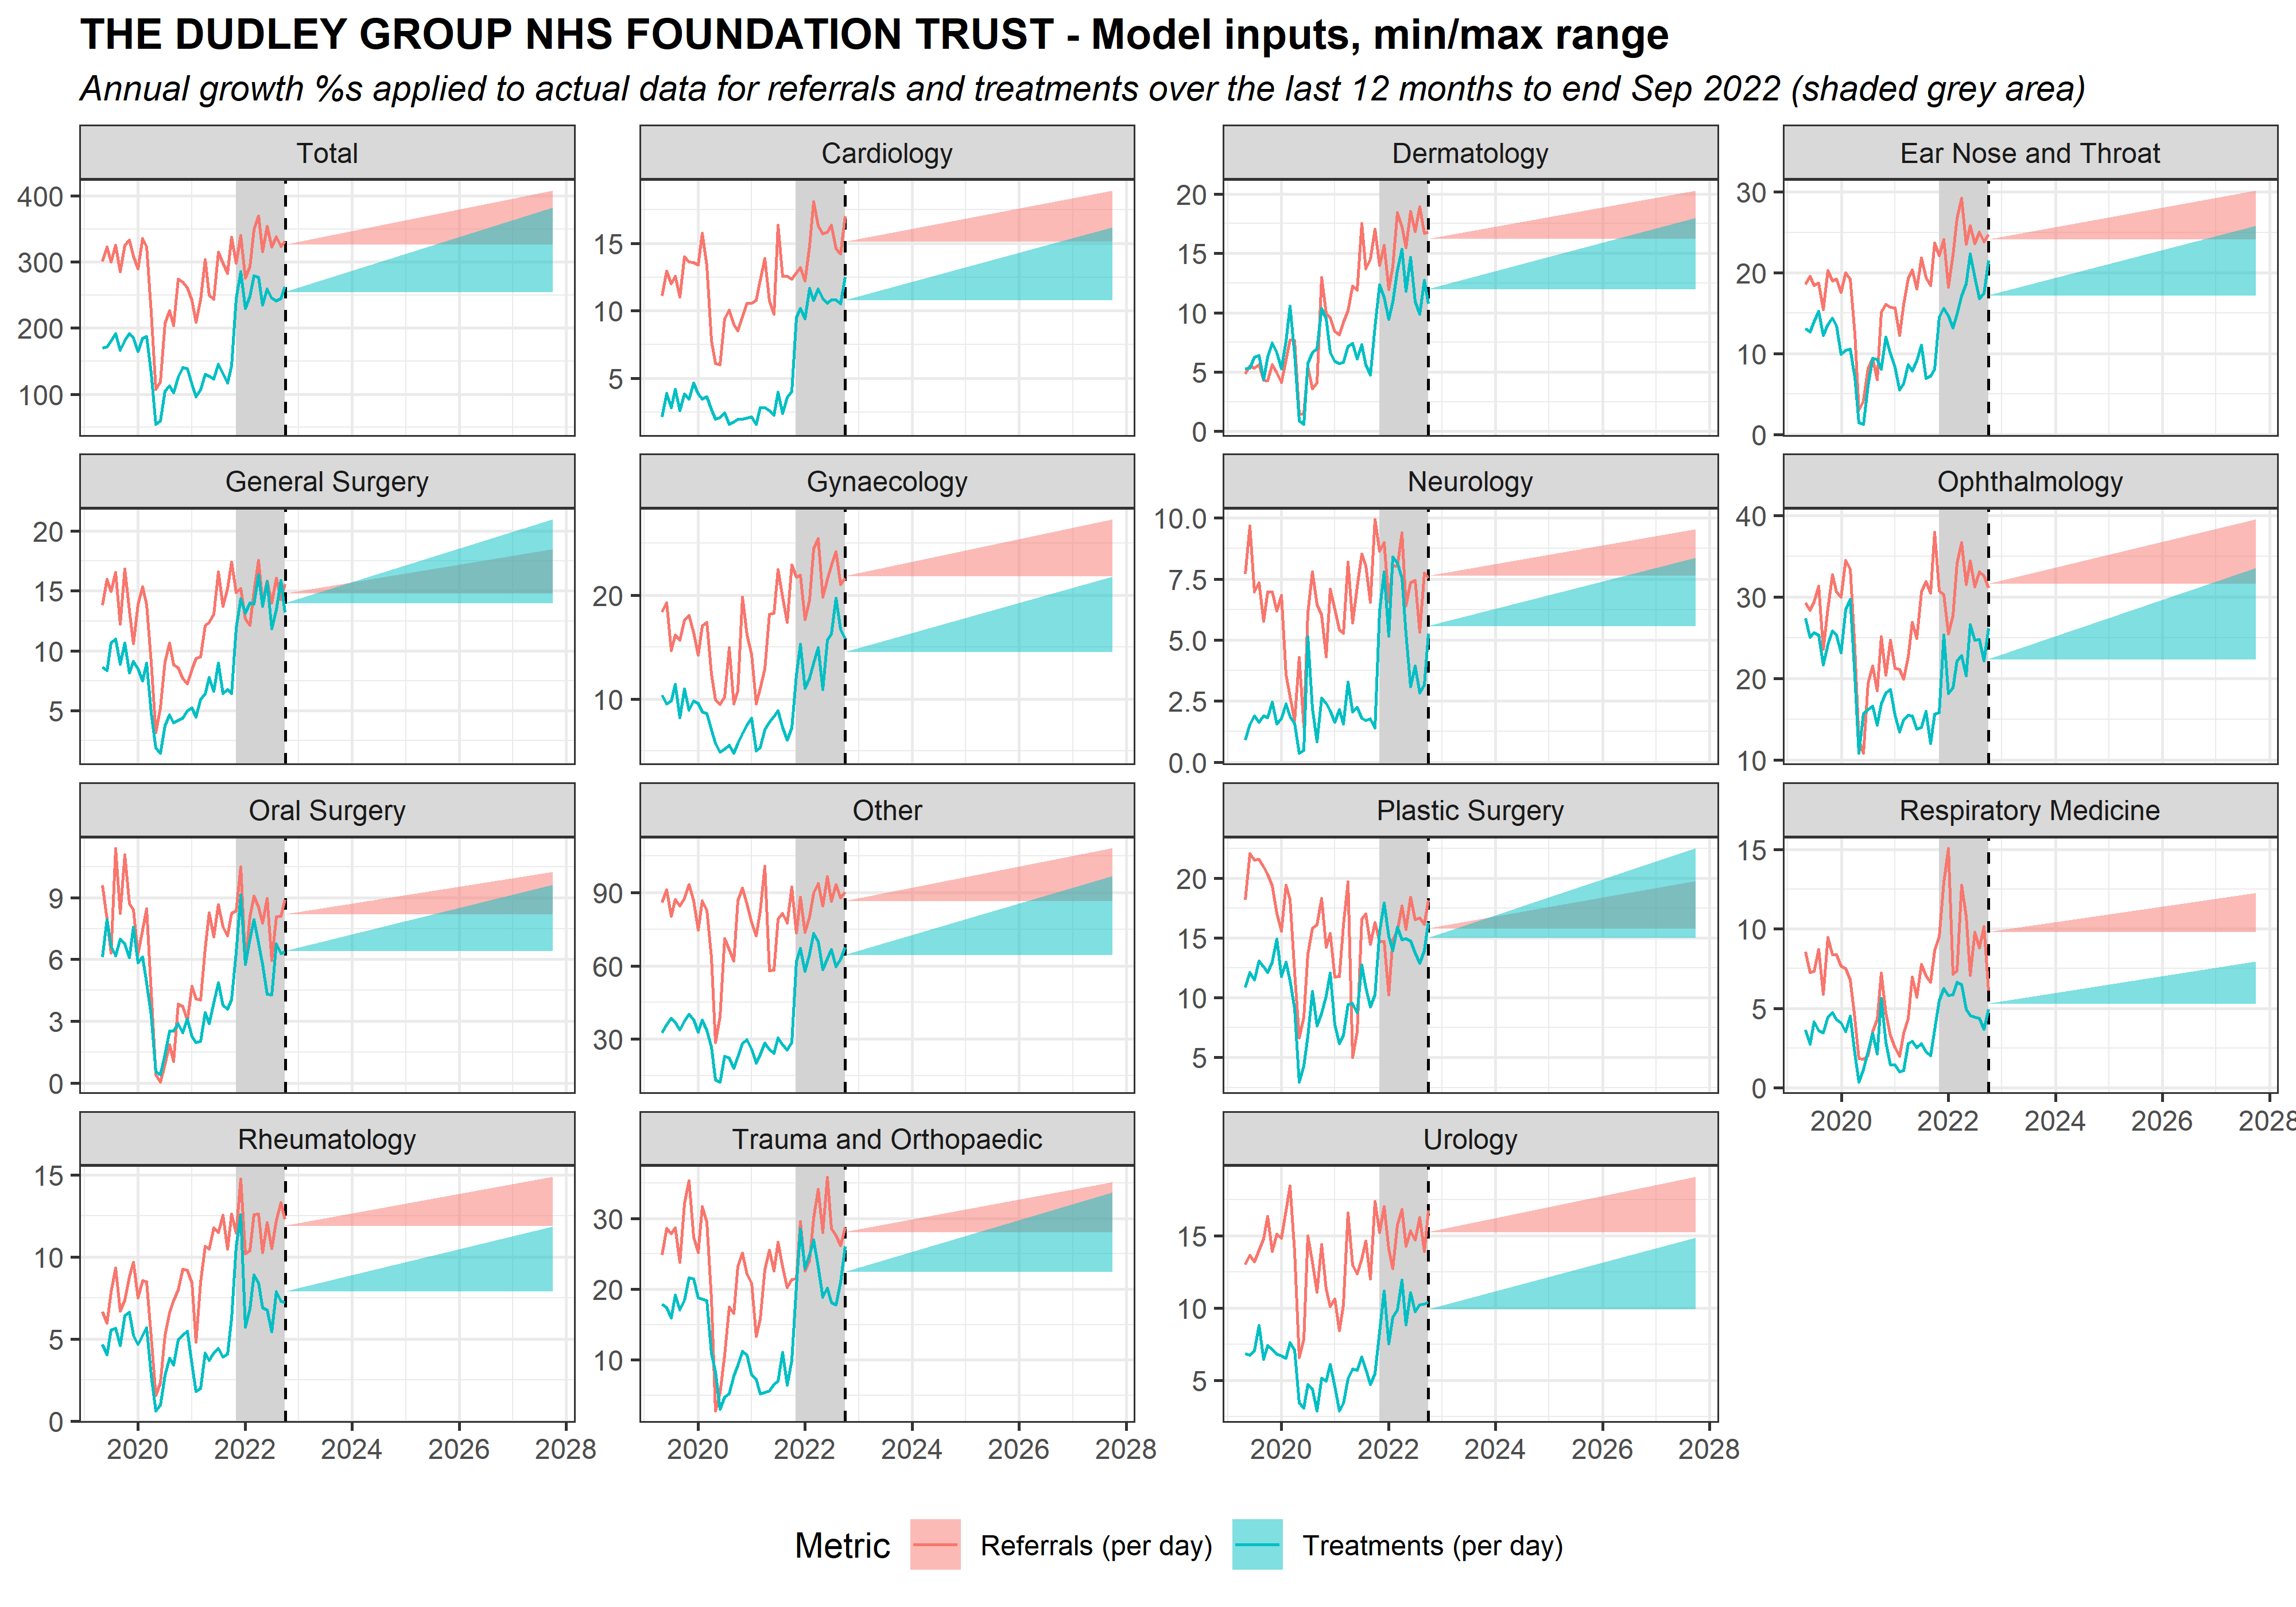 THE DUDLEY GROUP NHS FOUNDATION TRUST - Model inputs, min/max range
Annual growth %s applied to actual data for referrals and treatments over the last 12 months to end Sep 2022 (shaded grey area)
Total
Cardiology
Dermatology
Ear Nose and Throat
400
300
200
100
15
10
5
20
15
10
5
0
30
20
10
0
General Surgery
Gynaecology
Neurology
Ophthalmology
20
15
10
5
20
10
10.0
7.5
5.0
2.5
0.0
40
30
20
10
Oral Surgery
Other
Plastic Surgery
Respiratory Medicine
9
6
3
0
90
60
30
20
15
10
5
15
10
5
0
2020 2022 2024 2026 2028
Rheumatology
Trauma and Orthopaedic
Urology
15
10
5
0
30
20
10
15
10
5
2020 2022 2024 2026 2028
2020 2022 2024 2026 2028
2020 2022 2024 2026 2028
Metric Referrals (per day) Treatments (per day)